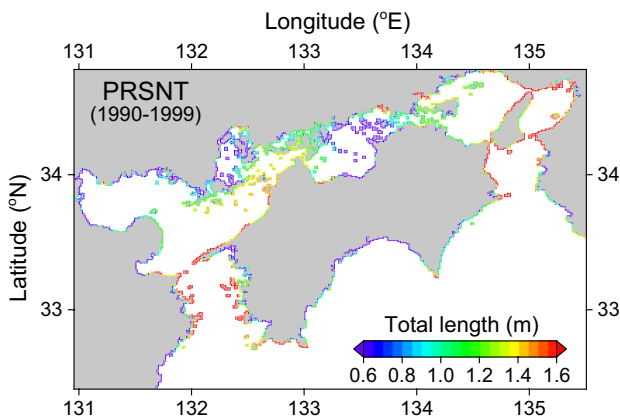 Longitude (°E)
131 132 133 134 135
PRSNT
(1990-1999)
Latitude (°N)
34 34
33 33
Total length (m)
0.6 0.8 1.0 1.2 1.4 1.6
131 132 133 134 135